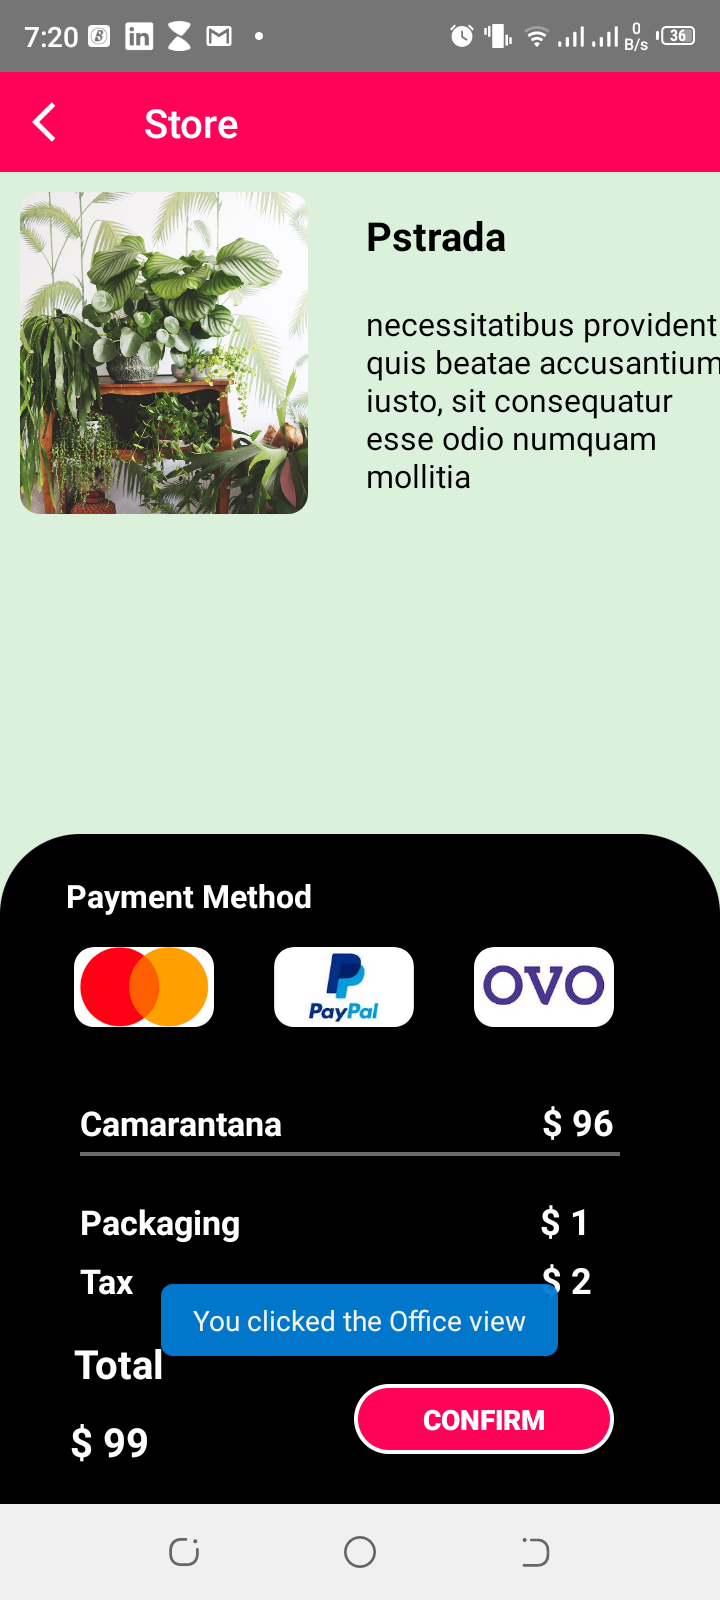 7:20
0
B/s
36
Store
Pstrada
necessitatibus provident
quis beatae accusantium
iusto, sit consequatur
esse odio numquam
mollitia
Payment Method
PayPal
OVO
Camarantana $ 96
Packaging $ 1
Tax $ 2
You clicked the Office view
Total
CONFIRM
$ 99